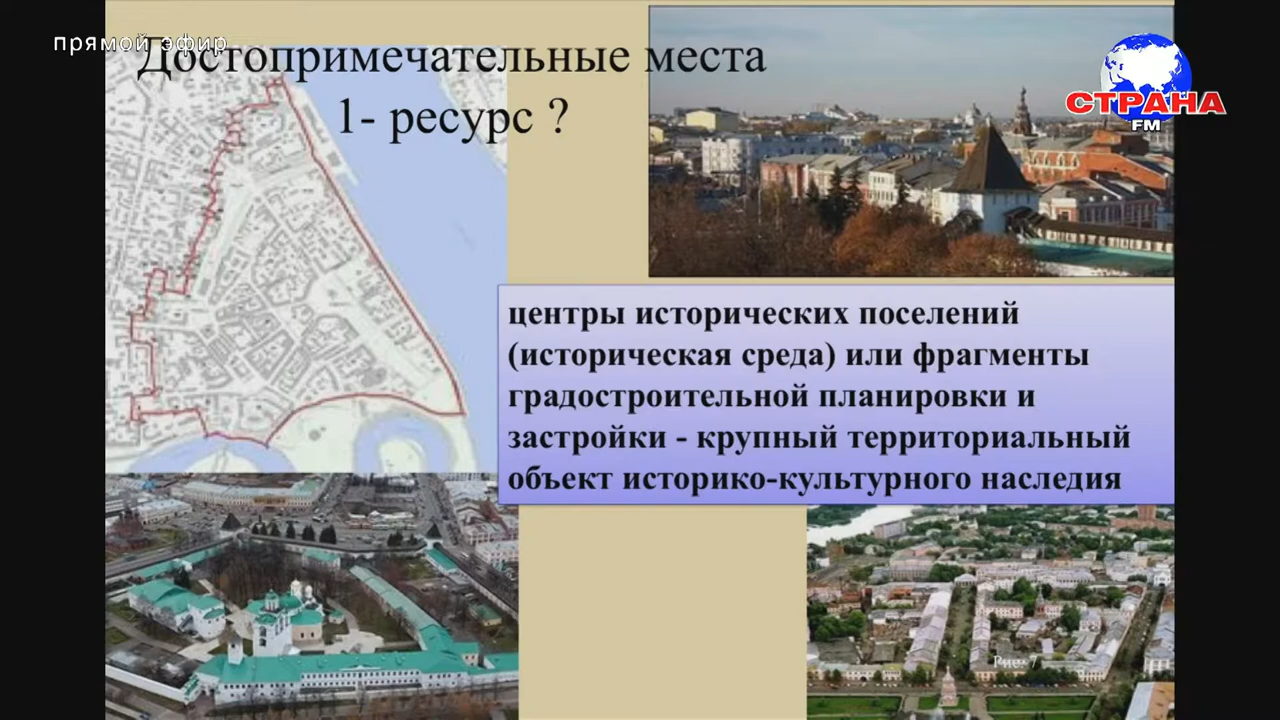 прямой эфир
Достопримечательные места
1- ресурс ?
СТРАНА
FM
центры исторических поселений
(историческая среда) или фрагменты
градостроительной планировки и
застройки - крупный территориальный
объект историко-культурного наследия